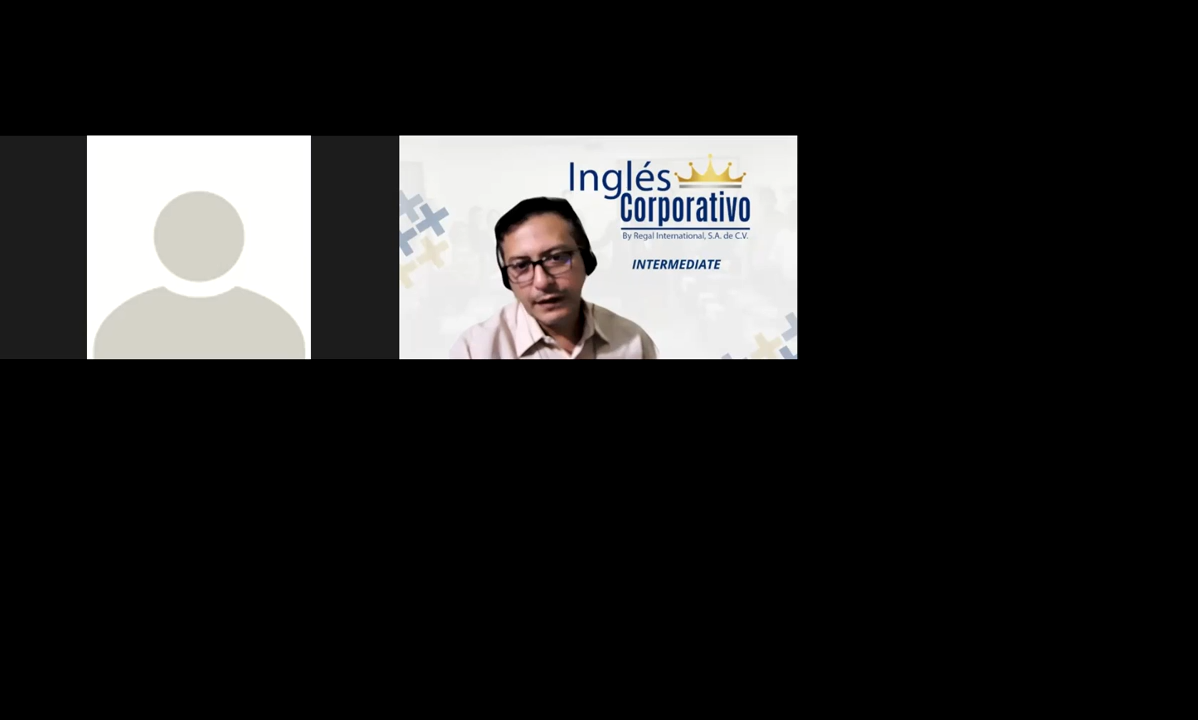 Inglés
Corporativo
By Regal International, S.A. de C.V.
INTERMEDIATE